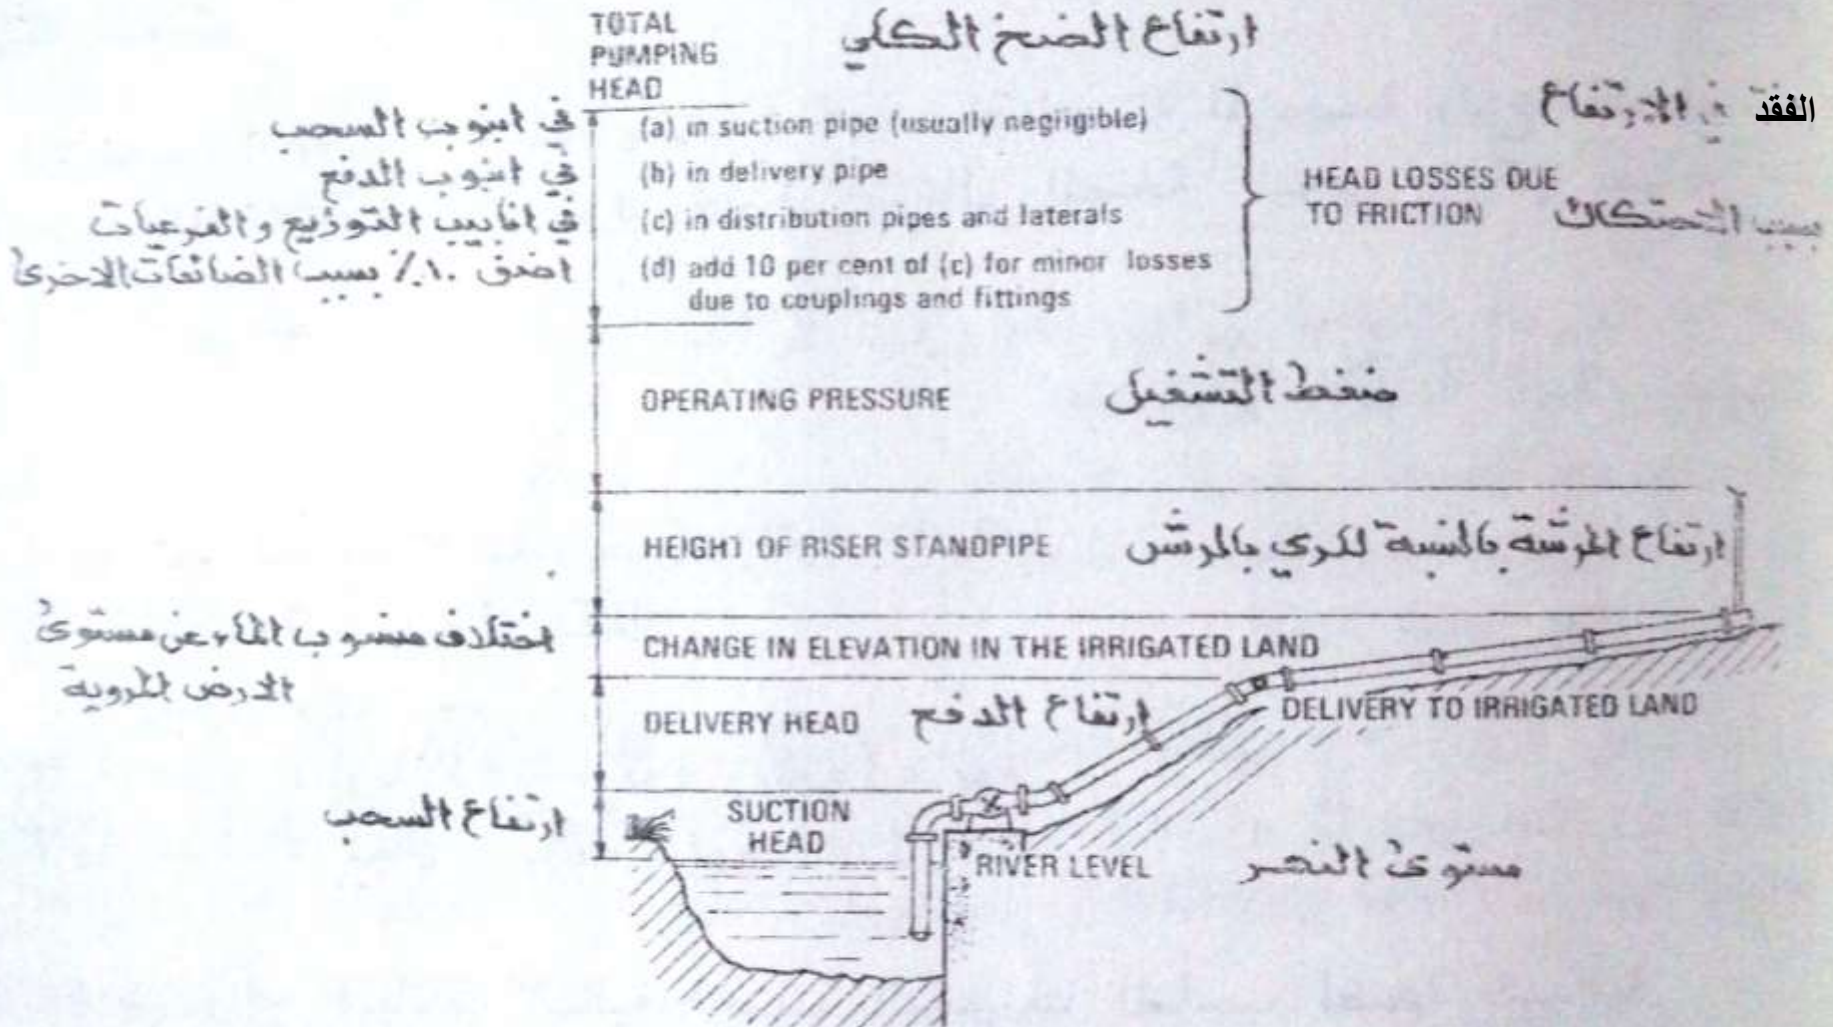 TOTAL
PUMPING
HEAD
ارتفاع الضخ الكلي
الفقد في الارتفاع
في انبوب السحب
(a) in suction pipe (usually negligible)
في انبوب الدفع
(b) in delivery pipe
HEAD LOSSES DUE
TO FRICTION
بسبب الاحتكاك
في انابيب التوزيع والفرعيات
(c) in distribution pipes and laterals
اضف ١٠٪ بسبب الضائعات الاخرى
(d) add 10 per cent of (c) for minor losses
due to couplings and fittings
OPERATING PRESSURE
ضغط التشغيل
HEIGHT OF RISER STANDPIPE
ارتفاع المرشة بالنسبة للري بالرش
اختلاف منسوب الماء عن مستوى
الارض المروية
CHANGE IN ELEVATION IN THE IRRIGATED LAND
DELIVERY HEAD
ارتفاع الدفع
DELIVERY TO IRRIGATED LAND
ارتفاع السحب
SUCTION
HEAD
RIVER LEVEL
مستوى النهر